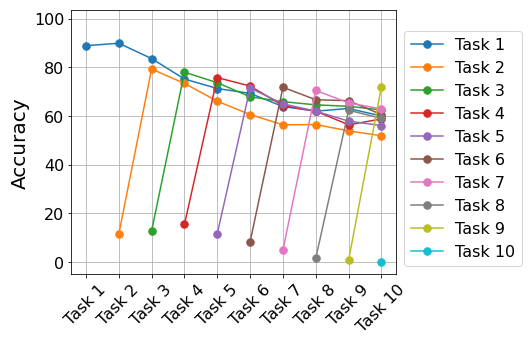 100
80
60
40
20
0
Accuracy
Task 1
Task 2
Task 3
Task 4
Task 5
Task 6
Task 7
Task 8
Task 9
Task 10
Task 1
Task 2
Task 3
Task 4
Task 5
Task 6
Task 7
Task 8
Task 9
Task 10